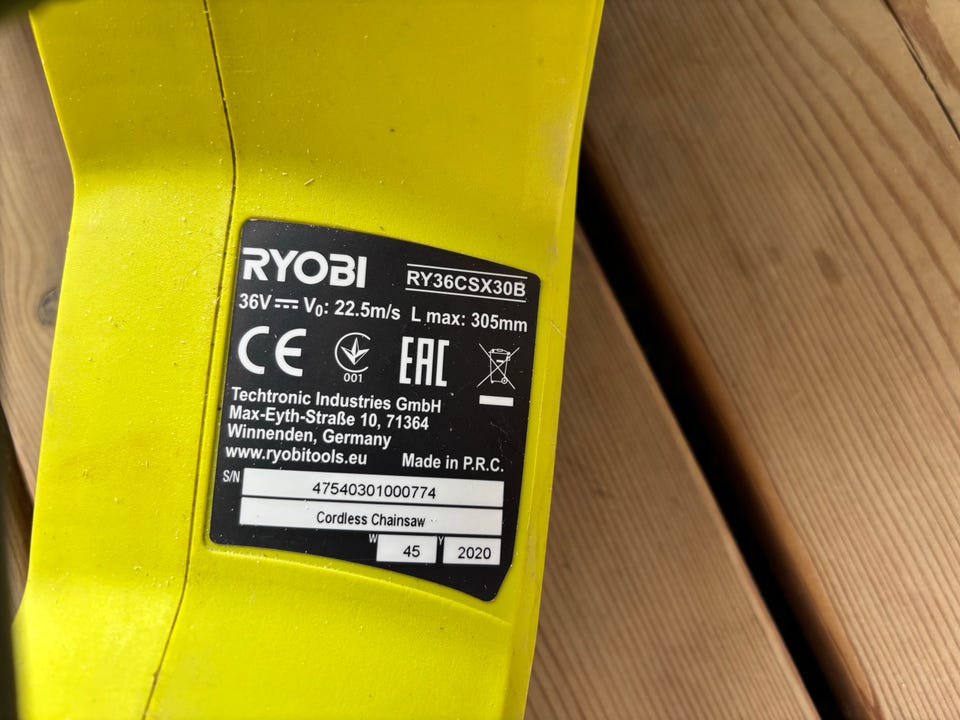 RYOBI RY36CSX30B
36V V₀: 22.5m/s L max: 305mm
CE 001 EAC
Techtronic Industries GmbH
Max-Eyth-Straße 10, 71364
Winnenden, Germany
www.ryobitools.eu Made in P.R.C.
S/N 47540301000774
Cordless Chainsaw
W 45 Y 2020